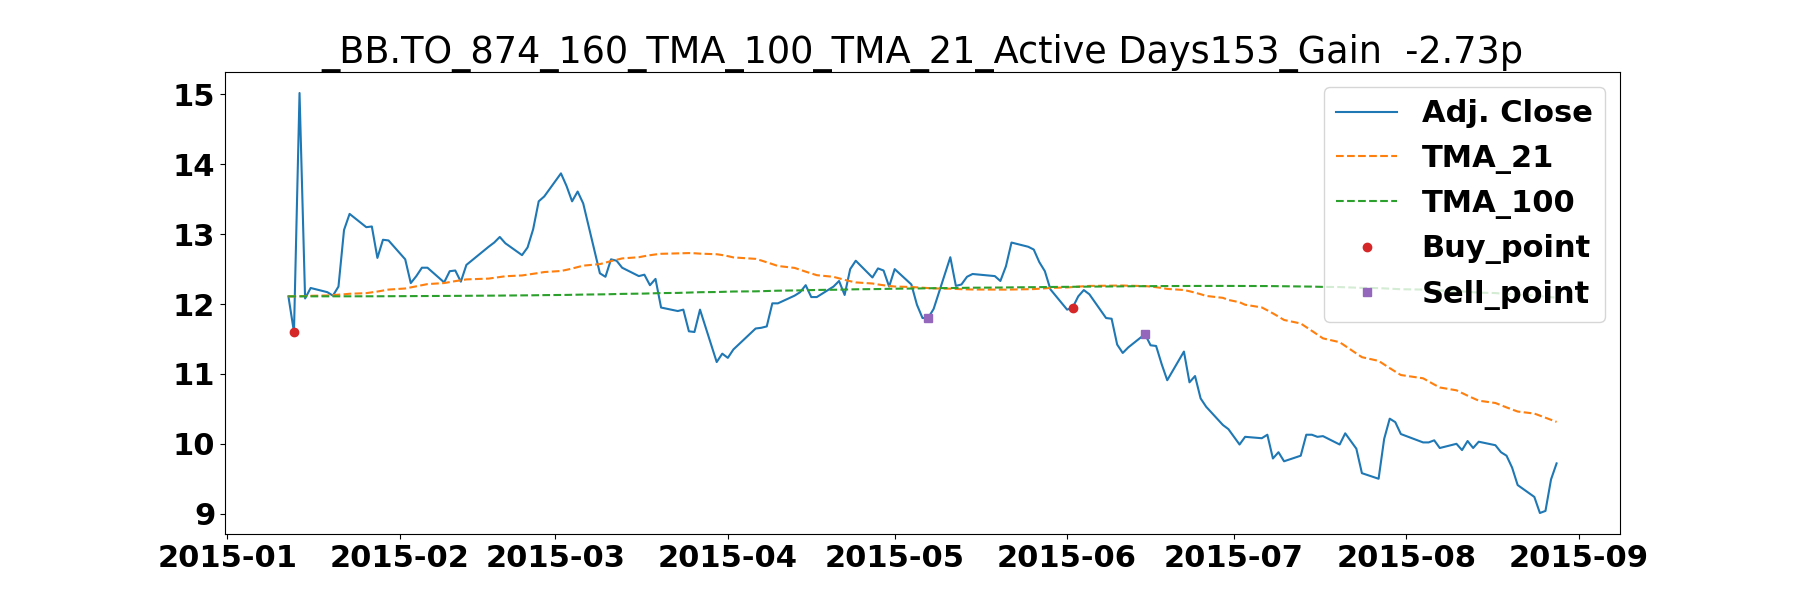 _BB.TO_874_160_TMA_100_TMA_21_Active Days153_Gain  -2.73p
15
14
13
12
11
10
9
Adj. Close
TMA_21
TMA_100
Buy_point
Sell_point
2015-01 2015-02 2015-03 2015-04 2015-05 2015-06 2015-07 2015-08 2015-09